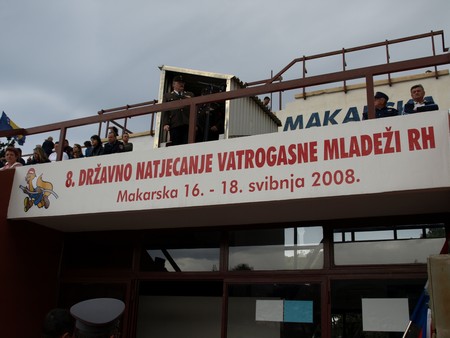 MAKAR
8. DRŽAVNO NATJECANJE VATROGASNE MLADEŽI RH
Makarska 16. - 18. svibnja 2008.